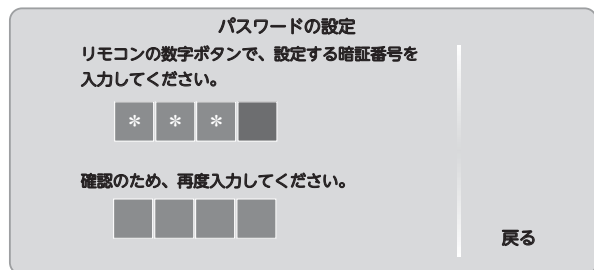 パスワードの設定
リモコンの数字ボタンで、設定する暗証番号を
入力してください。
* * *
確認のため、再度入力してください。
戻る